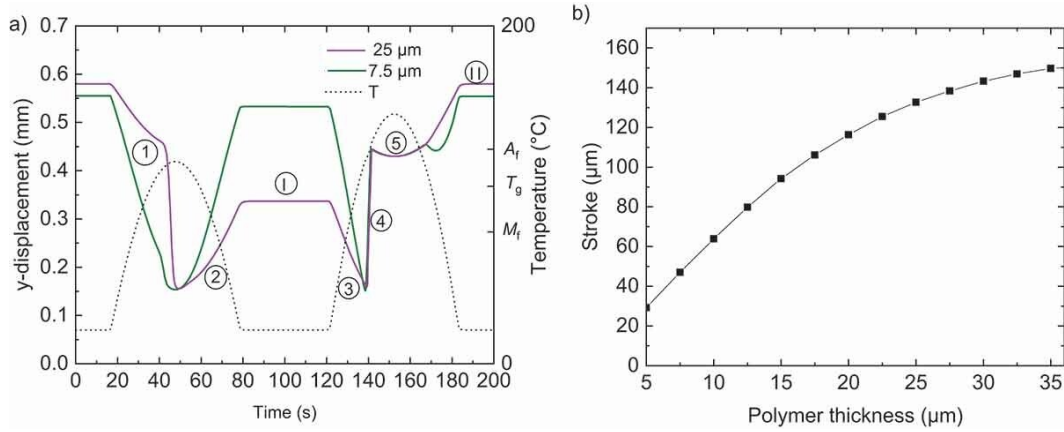 a)
0.7
0.6
0.5
0.4
0.3
0.2
0.1
0.0
y-displacement (mm)
0 20 40 60 80 100 120 140 160 180 200
Time (s)
25 µm
7.5 µm
T
1
2
I
3
4
5
II
200
Af
Tg
Mf
0
Temperature (°C)
b)
160
140
120
100
80
60
40
20
0
Stroke (µm)
5 10 15 20 25 30 35
Polymer thickness (µm)